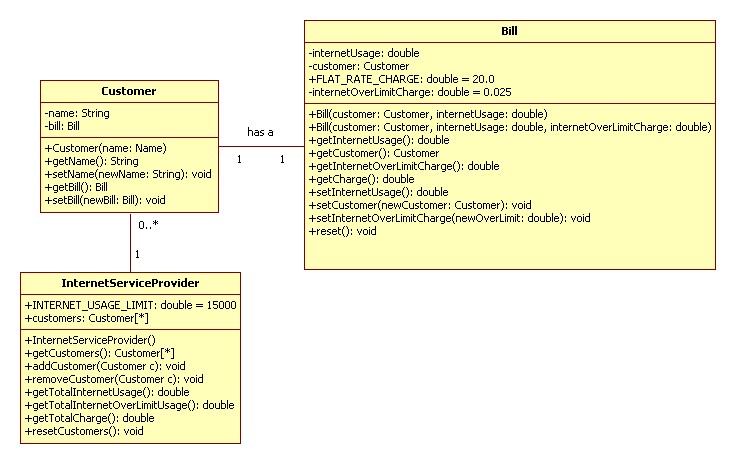 Customer
-name: String
-bill: Bill
+Customer(name: Name)
+getName(): String
+setName(newName: String): void
+getBill(): Bill
+setBill(newBill: Bill): void
has a
1
1
Bill
-internetUsage: double
-customer: Customer
+FLAT_RATE_CHARGE: double = 20.0
-internetOverLimitCharge: double = 0.025
+Bill(customer: Customer, internetUsage: double)
+Bill(customer: Customer, internetUsage: double, internetOverLimitCharge: double)
+getInternetUsage(): double
+getCustomer(): Customer
+getInternetOverLimitCharge(): double
+getCharge(): double
+setInternetUsage(): double
+setCustomer(newCustomer: Customer): void
+setInternetOverLimitCharge(newOverLimit: double): void
+reset(): void
0..*
1
InternetServiceProvider
+INTERNET_USAGE_LIMIT: double = 15000
+customers: Customer[*]
+InternetServiceProvider()
+getCustomers(): Customer[*]
+addCustomer(Customer c): void
+removeCustomer(Customer c): void
+getTotalInternetUsage(): double
+getTotalInternetOverLimitUsage(): double
+getTotalCharge(): double
+resetCustomers(): void